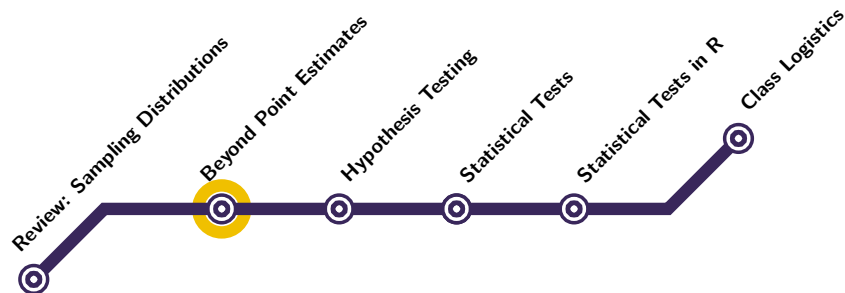 Review: Sampling Distributions
Beyond Point Estimates
Hypothesis Testing
Statistical Tests
Statistical Tests in R
Class Logistics